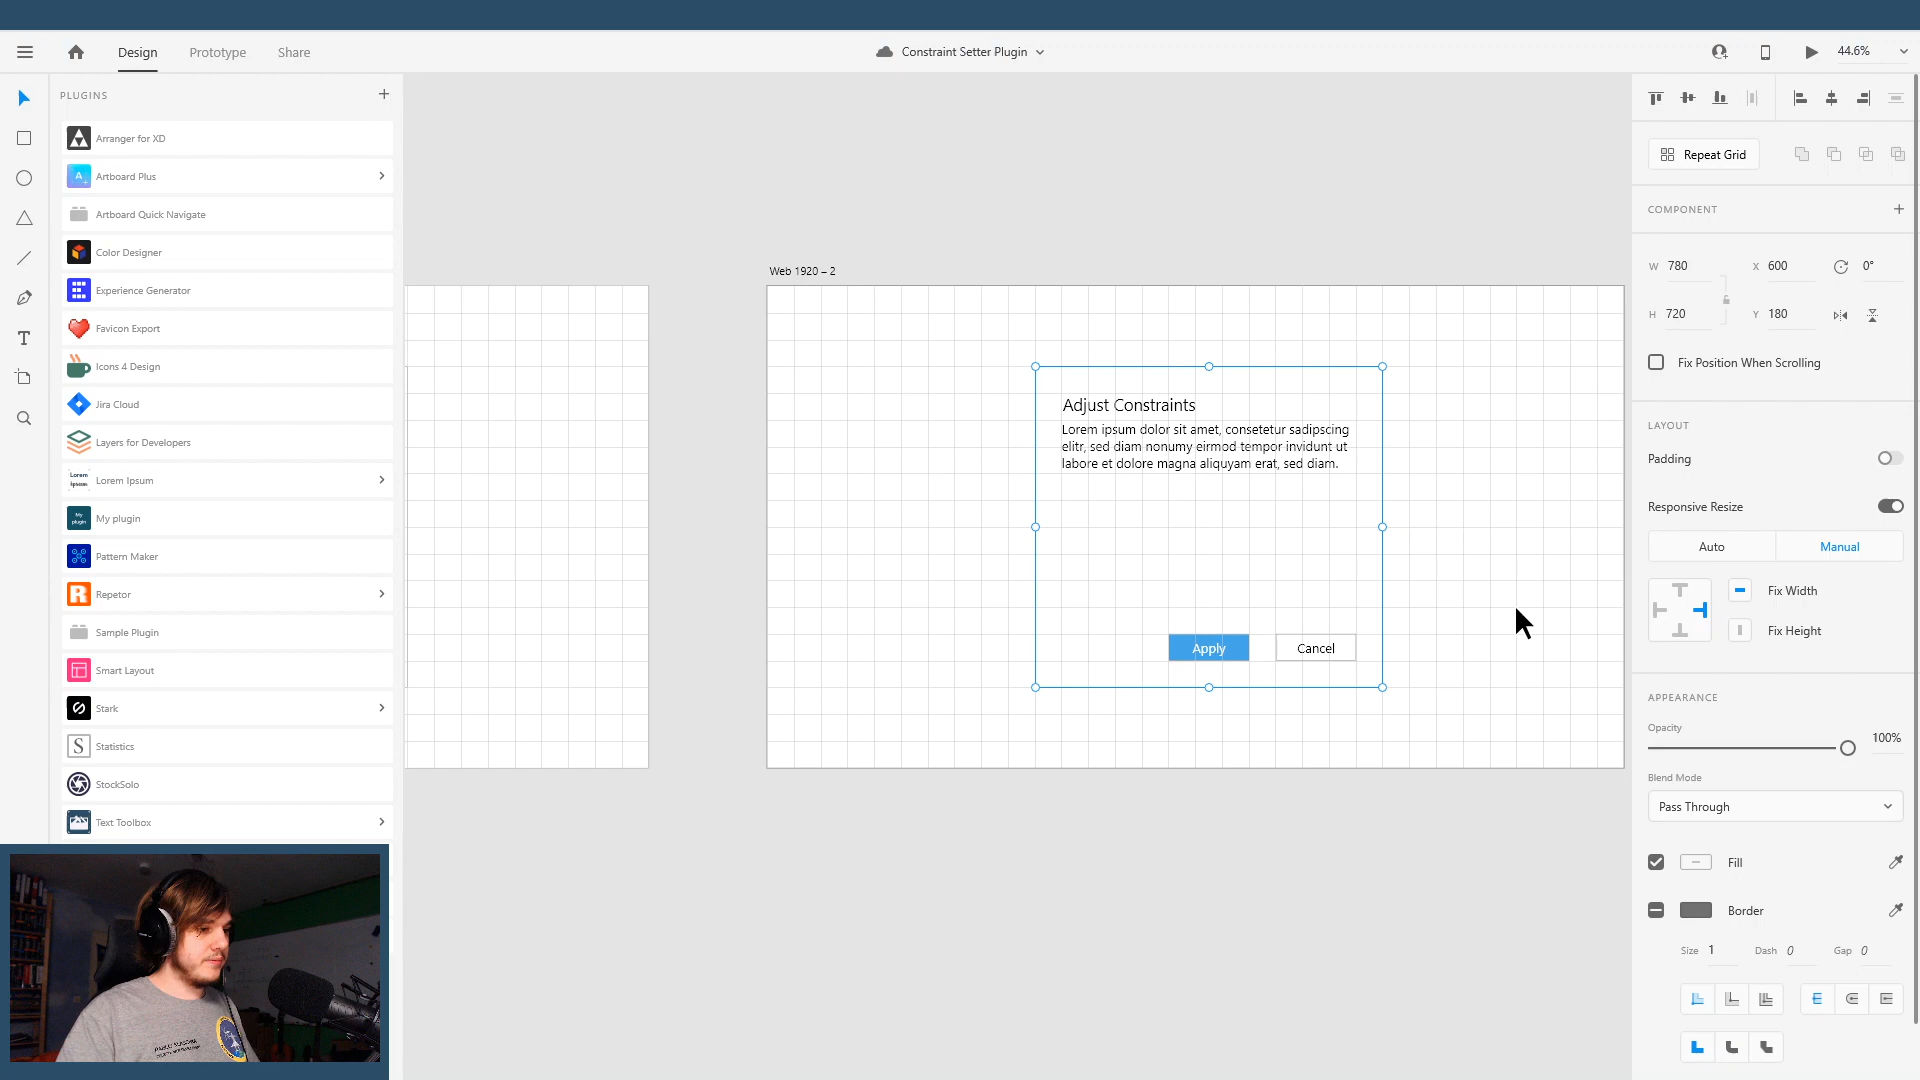 Design
Prototype
Share
Constraint Setter Plugin
44.6%
PLUGINS
Arranger for XD
Artboard Plus
Artboard Quick Navigate
Color Designer
Experience Generator
Favicon Export
Icons 4 Design
Jira Cloud
Layers for Developers
Lorem Ipsum
Lorem Ipsum
My plugin
My plugin
Pattern Maker
R
Repetor
Sample Plugin
Smart Layout
Stark
S
Statistics
StockSolo
Text Toolbox
Web 1920 – 2
Adjust Constraints
Lorem ipsum dolor sit amet, consetetur sadipscing
elitr, sed diam nonumy eirmod tempor invidunt ut
labore et dolore magna aliquyam erat, sed diam.
Apply
Cancel
Repeat Grid
COMPONENT
W 780
X 600
0°
H 720
Y 180
Fix Position When Scrolling
LAYOUT
Padding
Responsive Resize
Auto
Manual
Fix Width
Fix Height
APPEARANCE
Opacity
100%
Blend Mode
Pass Through
Fill
Border
Size 1
Dash 0
Gap 0